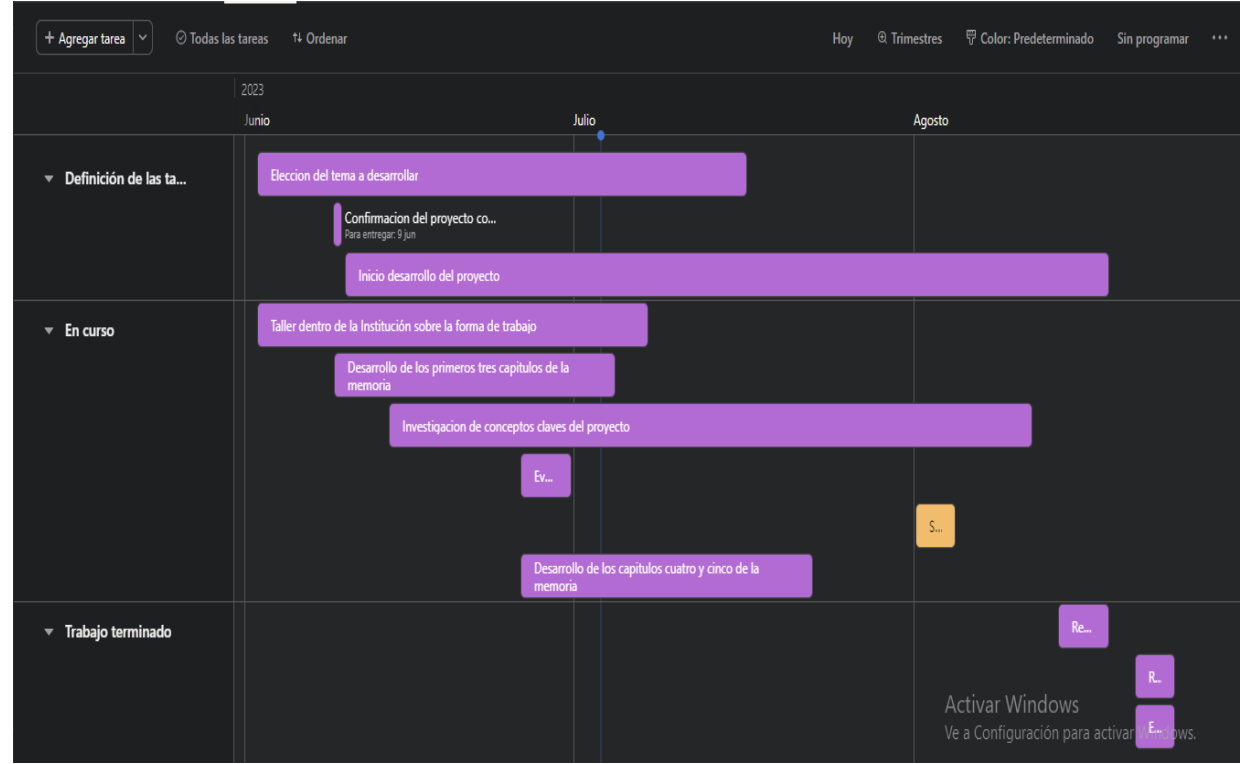 + Agregar tarea
Todas las tareas
Ordenar
Hoy
Trimestres
Color: Predeterminado
Sin programar
...
2023
Junio
Julio
Agosto
Definición de las ta...
Eleccion del tema a desarrollar
Confirmacion del proyecto co...
Para entregar: 9 jun
Inicio desarrollo del proyecto
En curso
Taller dentro de la Institución sobre la forma de trabajo
Desarrollo de los primeros tres capitulos de la
memoria
Investigacion de conceptos claves del proyecto
Ev...
S...
Desarrollo de los capitulos cuatro y cinco de la
memoria
Trabajo terminado
Re...
R...
E...
Activar Windows
Ve a Configuración para activar Windows.